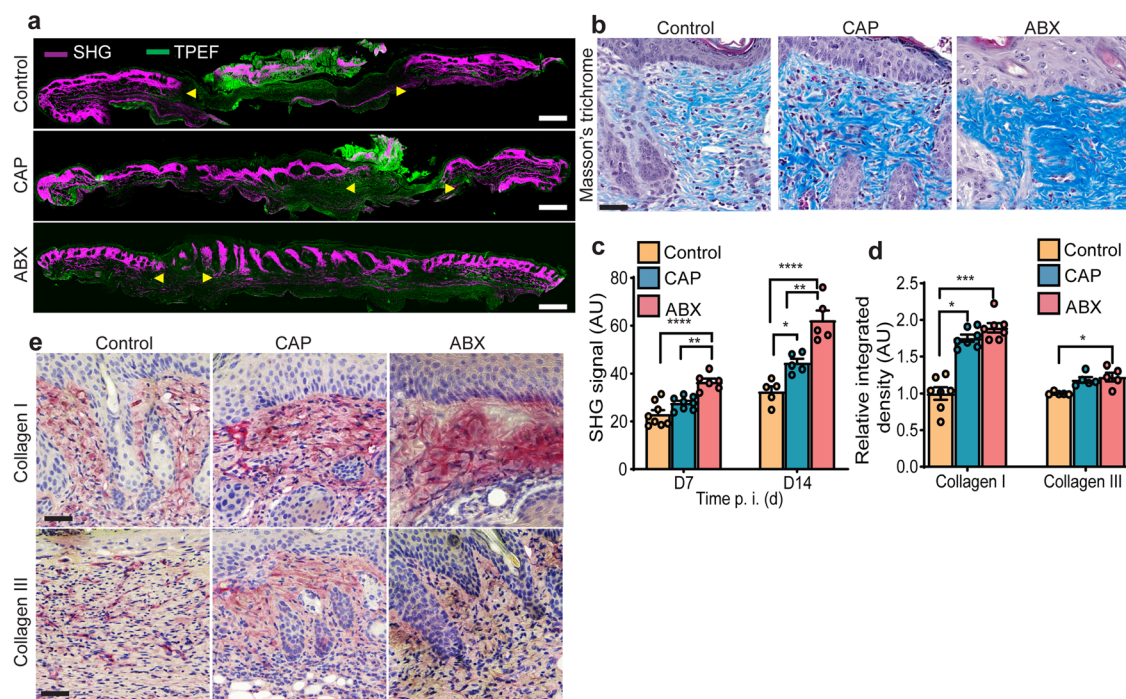 a
SHG TPEF
Control
CAP
ABX
b
Control CAP ABX
Masson's trichrome
c
Control
CAP
ABX
SHG signal (AU)
80
60
40
20
0
****
**
****
**
*
D7 D14
Time p. i. (d)
d
Control
CAP
ABX
Relative integrated
density (AU)
2.5
2.0
1.5
1.0
0.5
0.0
***
*
*
Collagen I Collagen III
e
Control CAP ABX
Collagen I
Collagen III